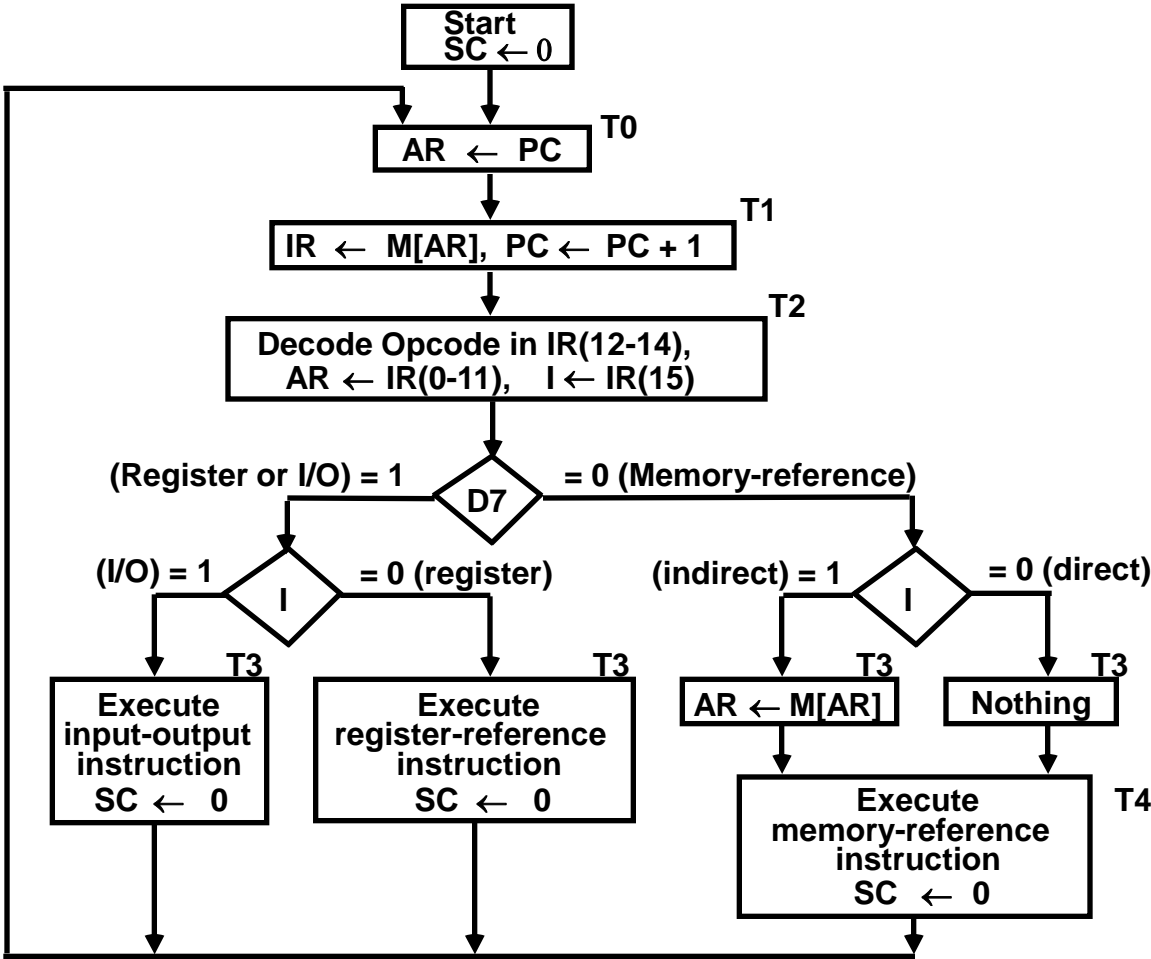 Start
SC ← 0
T0
AR ← PC
T1
IR ← M[AR], PC ← PC + 1
T2
Decode Opcode in IR(12-14),
AR ← IR(0-11), I ← IR(15)
(Register or I/O) = 1
= 0 (Memory-reference)
D7
(I/O) = 1
= 0 (register)
(indirect) = 1
= 0 (direct)
I
I
T3
T3
T3
T3
Execute
input-output
instruction
SC ← 0
Execute
register-reference
instruction
SC ← 0
AR ← M[AR]
Nothing
Execute
memory-reference
instruction
SC ← 0
T4